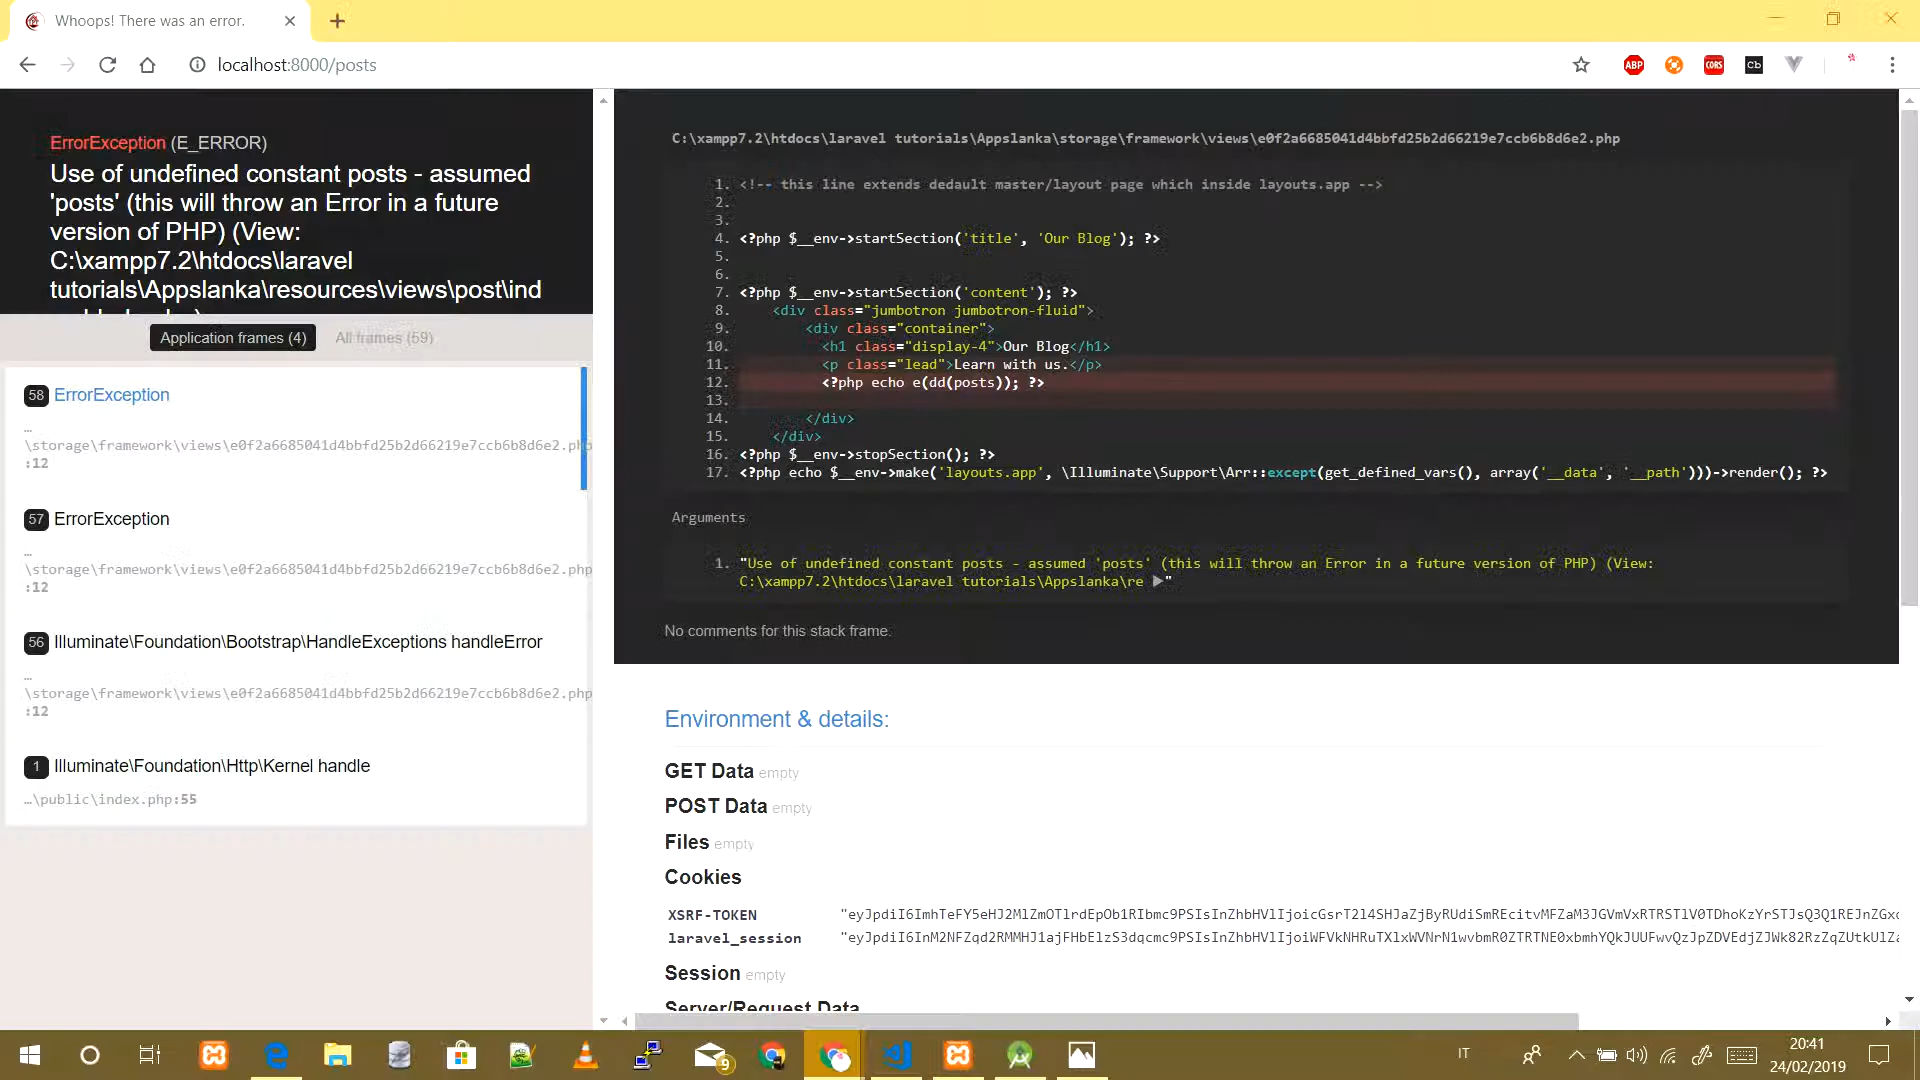 Whoops! There was an error.
localhost:8000/posts
ABP
CORS
Cb
ErrorException (E_ERROR)
Use of undefined constant posts - assumed
'posts' (this will throw an Error in a future
version of PHP) (View:
C:\xampp7.2\htdocs\laravel
tutorials\Appslanka\resources\views\post\ind
Application frames (4)
All frames (59)
58 ErrorException
…
\storage\framework\views\e0f2a6685041d4bbfd25b2d66219e7ccb6b8d6e2.php
:12
57 ErrorException
…
\storage\framework\views\e0f2a6685041d4bbfd25b2d66219e7ccb6b8d6e2.php
:12
56 Illuminate\Foundation\Bootstrap\HandleExceptions handleError
…
\storage\framework\views\e0f2a6685041d4bbfd25b2d66219e7ccb6b8d6e2.php
:12
1 Illuminate\Foundation\Http\Kernel handle
…\public\index.php:55
C:\xampp7.2\htdocs\laravel tutorials\Appslanka\storage\framework\views\e0f2a6685041d4bbfd25b2d66219e7ccb6b8d6e2.php
1. <!-- this line extends dedault master/layout page which inside layouts.app -->
2.
3.
4. <?php $__env->startSection('title', 'Our Blog'); ?>
5.
6.
7. <?php $__env->startSection('content'); ?>
8. <div class="jumbotron jumbotron-fluid">
9. <div class="container">
10. <h1 class="display-4">Our Blog</h1>
11. <p class="lead">Learn with us.</p>
12. <?php echo e(dd(posts)); ?>
13.
14. </div>
15. </div>
16. <?php $__env->stopSection(); ?>
17. <?php echo $__env->make('layouts.app', \Illuminate\Support\Arr::except(get_defined_vars(), array('__data', '__path')))->render(); ?>
Arguments
1. "Use of undefined constant posts - assumed 'posts' (this will throw an Error in a future version of PHP) (View:
C:\xampp7.2\htdocs\laravel tutorials\Appslanka\re ▶"
No comments for this stack frame.
Environment & details:
GET Data empty
POST Data empty
Files empty
Cookies
XSRF-TOKEN
laravel_session
Session empty
Server/Request Data
9
IT
20:41
24/02/2019